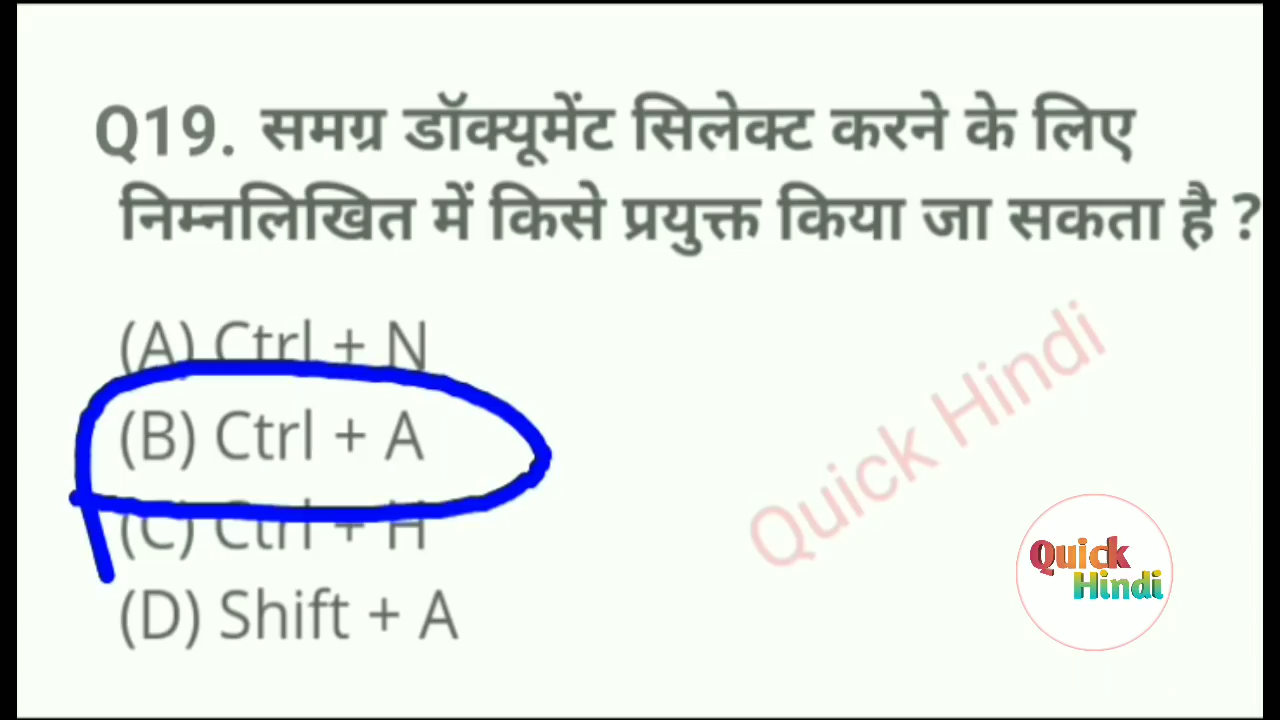 Q19. समग्र डॉक्यूमेंट सिलेक्ट करने के लिए
निम्नलिखित में किसे प्रयुक्त किया जा सकता है ?
(A) Ctrl + N
(B) Ctrl + A
(C) Ctrl + H
(D) Shift + A
Quick Hindi
Quick
Hindi